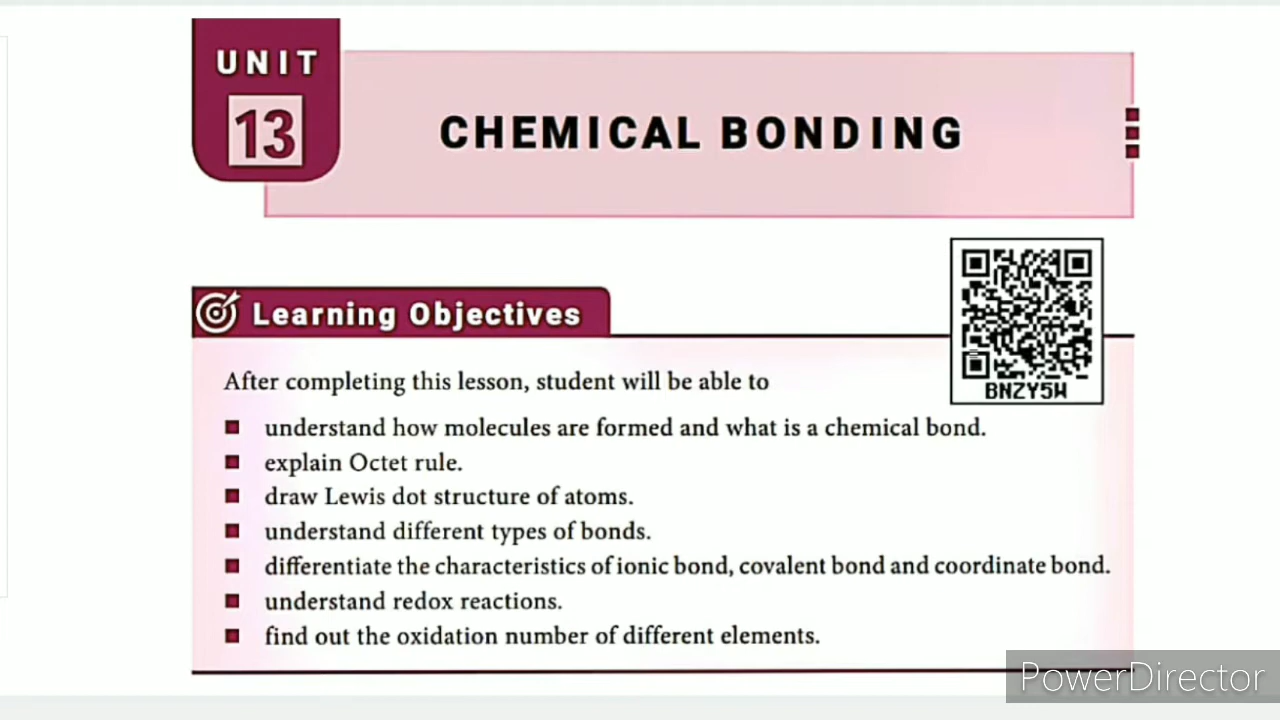 UNIT
13
CHEMICAL BONDING
BNZY5W
Learning Objectives
After completing this lesson, student will be able to
understand how molecules are formed and what is a chemical bond.
explain Octet rule.
draw Lewis dot structure of atoms.
understand different types of bonds.
differentiate the characteristics of ionic bond, covalent bond and coordinate bond.
understand redox reactions.
find out the oxidation number of different elements.
PowerDirector